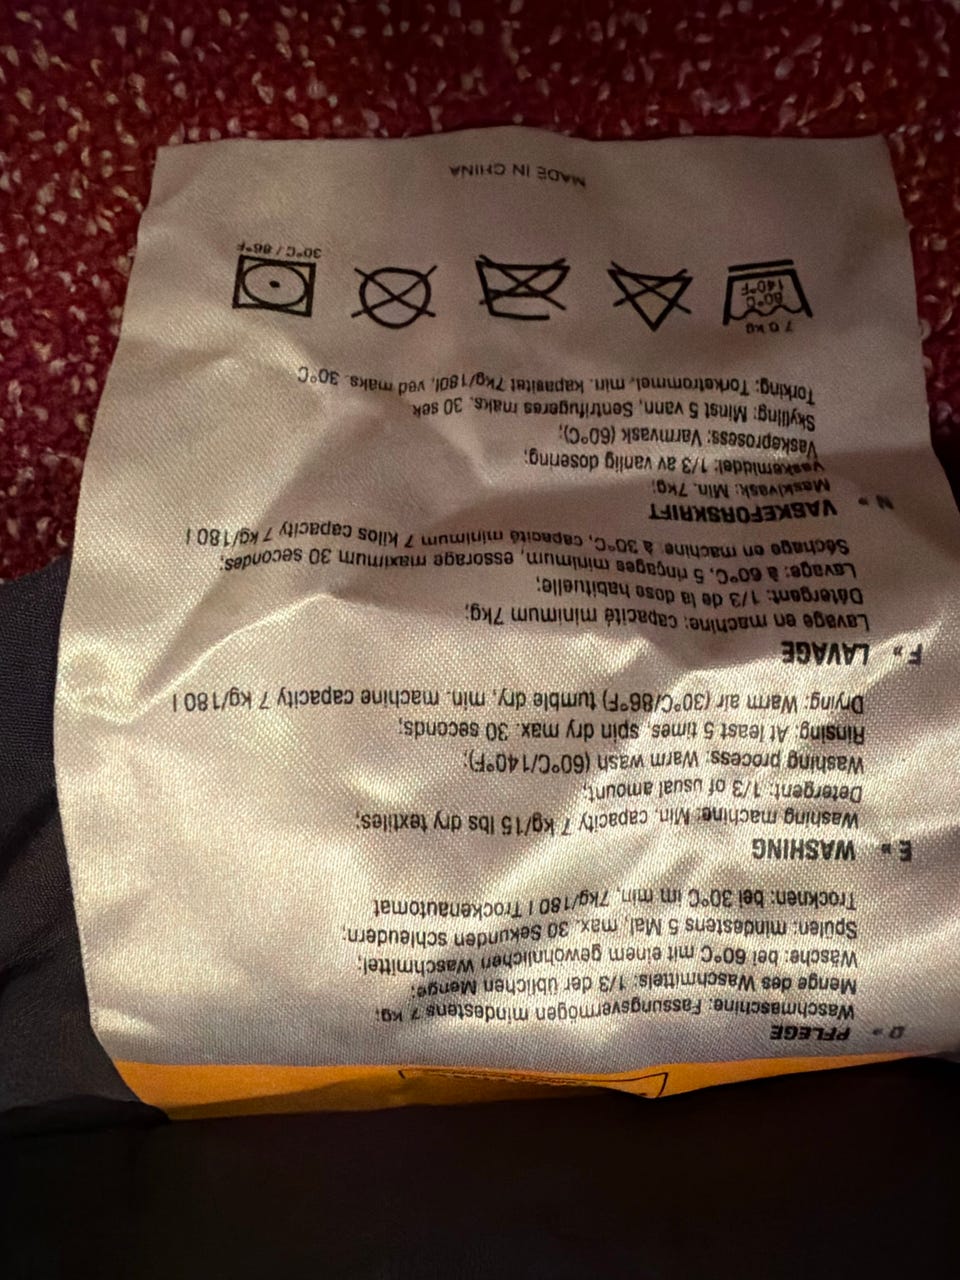 D » PFLEGE
Waschmaschine: Fassungsvermögen mindestens 7 kg;
Menge des Waschmittels: 1/3 der üblichen Menge;
Wäsche: bei 60°C mit einem gewöhnlichen Waschmittel;
Spülen: mindestens 5 Mal, max. 30 Sekunden schleudern;
Trocknen: bei 30°C im min. 7kg/180 l Trockenautomat
E » WASHING
Washing machine: Min. capacity 7 kg/15 lbs dry textiles;
Detergent: 1/3 of usual amount;
Washing process: Warm wash (60°C/140°F);
Rinsing: At least 5 times, spin dry max. 30 seconds;
Drying: Warm air (30°C/86°F) tumble dry, min. machine capacity 7 kg/180 l
F » LAVAGE
Lavage en machine: capacité minimum 7kg;
Détergent: 1/3 de la dose habituelle;
Lavage: à 60°C, 5 rinçages minimum, essorage maximum 30 secondes;
Séchage en machine: à 30°C, capacité minimum 7 kilos capacity 7 kg/180 l
N » VASKEFORSKRIFT
Maskivask: Min. 7kg;
Vaskemiddel: 1/3 av vanlig dosering;
Vaskeprosess: Varmvask (60°C);
Skylling: Minst 5 vann, Sentrifugeres maks. 30 sek
Torking: Torketrommel, min. kapasitet 7kg/180l, ved maks. 30°C
7.0 kg
60°C
140°F
30°C / 86°F
MADE IN CHINA